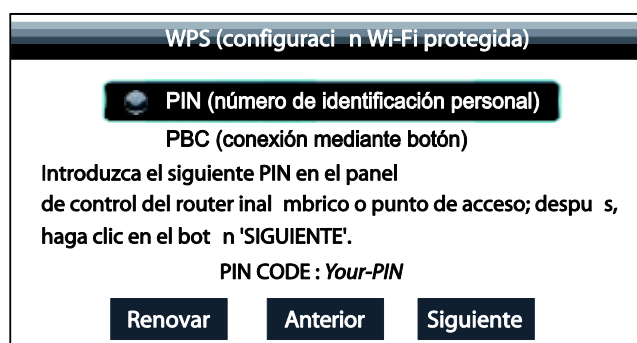 WPS (configuraci n Wi-Fi protegida)
PIN (número de identificación personal)
PBC (conexión mediante botón)
Introduzca el siguiente PIN en el panel
de control del router inal mbrico o punto de acceso; despu s,
haga clic en el bot n 'SIGUIENTE'.
PIN CODE : Your-PIN
Renovar Anterior Siguiente